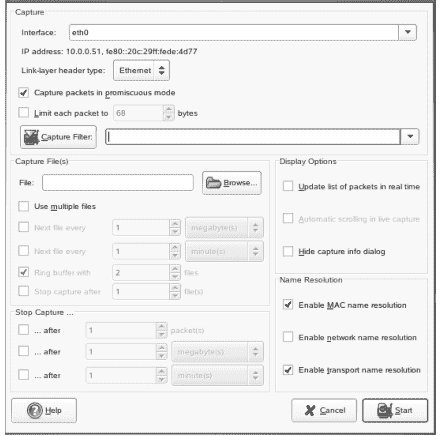 Capture
Interface: eth0
IP address: 10.0.0.51, fe80::20c:29ff:fede:4d77
Link-layer header type: Ethernet
Capture packets in promiscuous mode
Limit each packet to 68 bytes
Capture Filter:
Capture File(s)
File: Browse...
Use multiple files
Next file every 1 megabyte(s)
Next file every 1 minute(s)
Ring buffer with 2 files
Stop capture after 1 file(s)
Stop Capture ...
... after 1 packet(s)
... after 1 megabyte(s)
... after 1 minute(s)
Display Options
Update list of packets in real time
Automatic scrolling in live capture
Hide capture info dialog
Name Resolution
Enable MAC name resolution
Enable network name resolution
Enable transport name resolution
Help Cancel Start